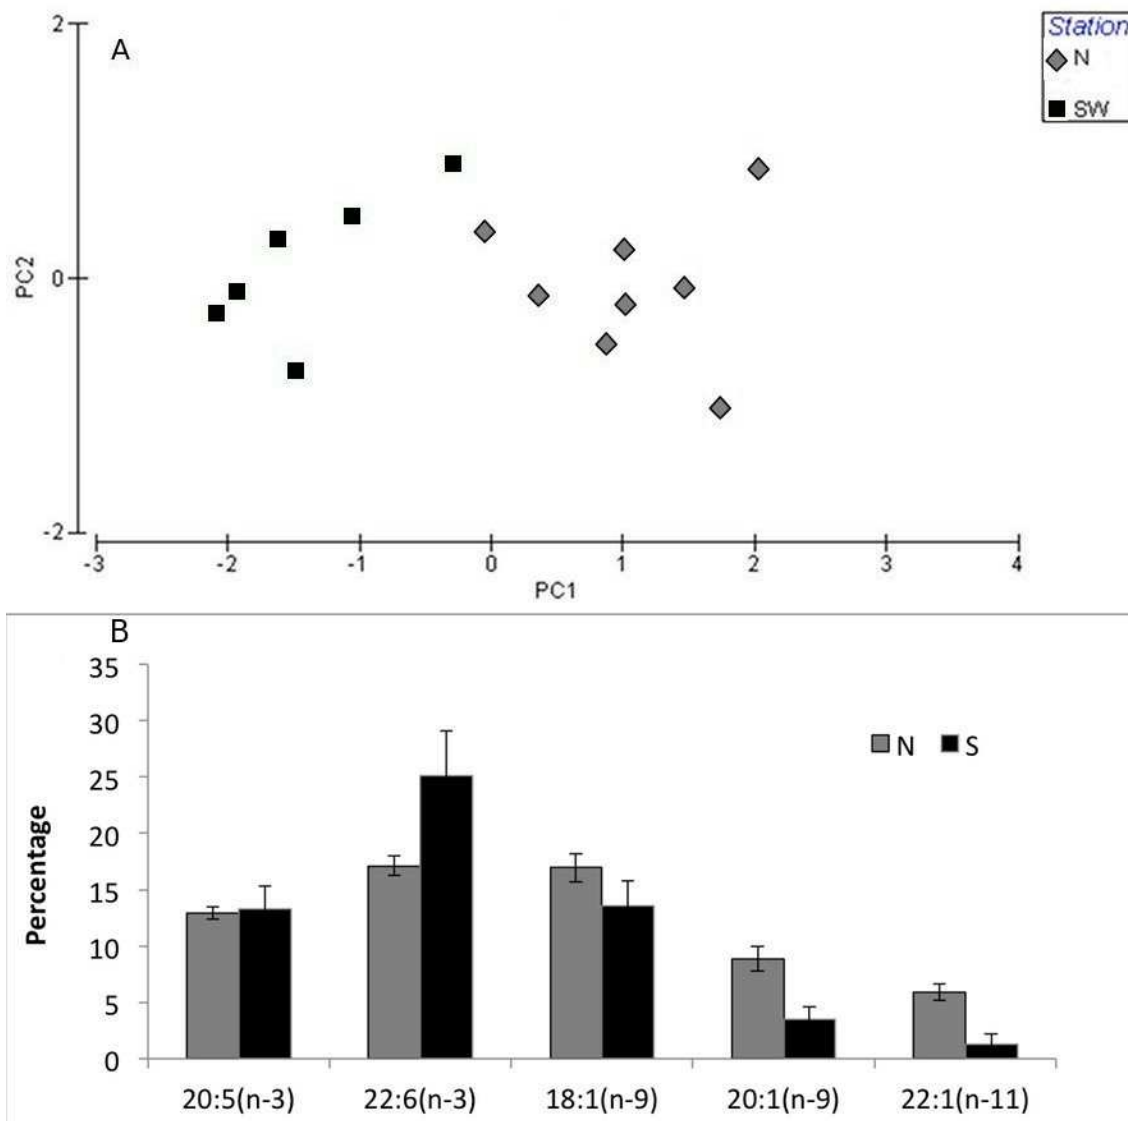 A
Station
N
SW
2
0
-2
PC2
-3 -2 -1 0 1 2 3 4
PC1
B
35
30
25
20
15
10
5
0
Percentage
N S
20:5(n-3) 22:6(n-3) 18:1(n-9) 20:1(n-9) 22:1(n-11)